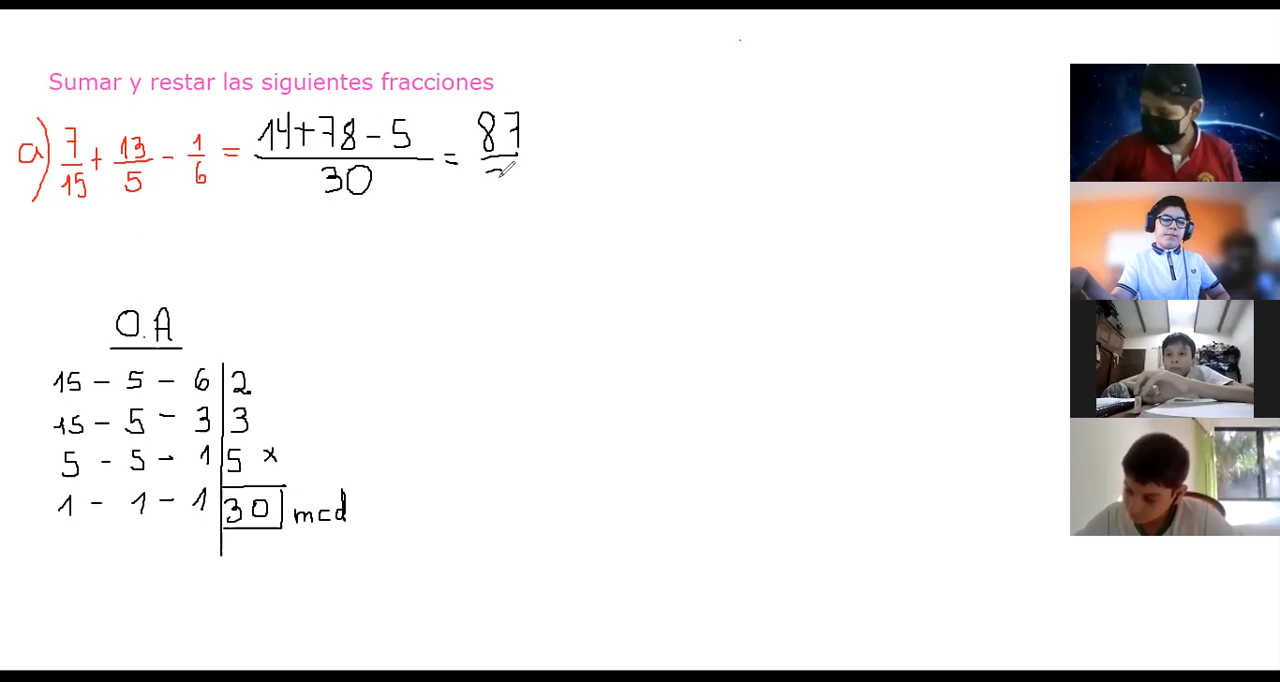 Sumar y restar las siguientes fracciones
a) 7/15 + 13/5 - 1/6 = 14+78-5/30 = 87
O.A
15 - 5 - 6 | 2
15 - 5 - 3 | 3
5 - 5 - 1 | 5 x
1 - 1 - 1 | 30 mcd